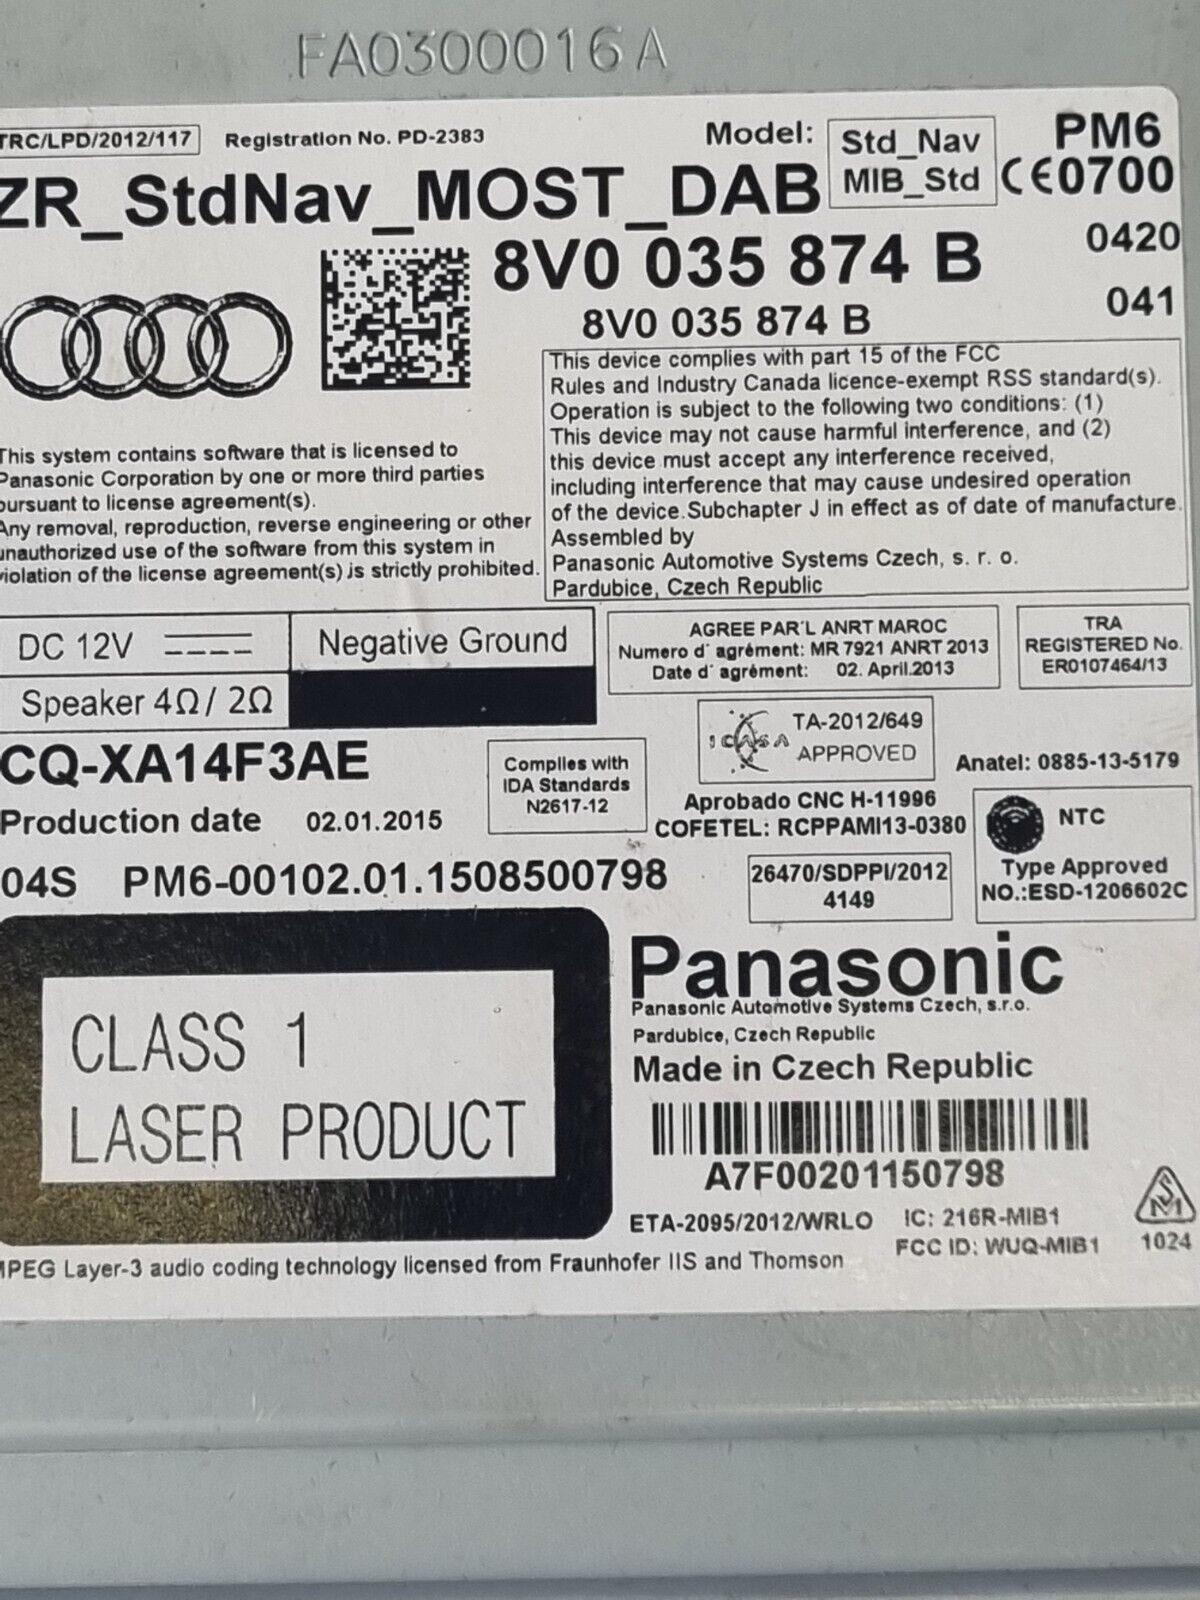 FA0300016A
TRC/LPD/2012/117 Registration No. PD-2383 Model: Std_Nav MIB_Std PM6
ZR_StdNav_MOST_DAB CE0700
8V0 035 874 B 0420
8V0 035 874 B 041
This device complies with part 15 of the FCC
Rules and Industry Canada licence-exempt RSS standard(s).
Operation is subject to the following two conditions: (1)
This device may not cause harmful interference, and (2)
this device must accept any interference received,
including interference that may cause undesired operation
of the device.Subchapter J in effect as of date of manufacture.
Assembled by
Panasonic Automotive Systems Czech, s. r. o.
Pardubice, Czech Republic
This system contains software that is licensed to
Panasonic Corporation by one or more third parties
pursuant to license agreement(s).
Any removal, reproduction, reverse engineering or other
unauthorized use of the software from this system in
violation of the license agreement(s) is strictly prohibited.
DC 12V Negative Ground
Speaker 4Ω/ 2Ω
AGREE PAR'L ANRT MAROC
Numero d' agrément: MR 7921 ANRT 2013
Date d' agrément: 02. April.2013
TRA
REGISTERED No.
ER0107464/13
CQ-XA14F3AE
Complies with
IDA Standards
N2617-12
ICASA TA-2012/649
APPROVED
Anatel: 0885-13-5179
Production date 02.01.2015
Aprobado CNC H-11996
COFETEL: RCPPAMI13-0380
NTC
Type Approved
NO.:ESD-1206602C
04S PM6-00102.01.1508500798
26470/SDPPI/2012
4149
CLASS 1
LASER PRODUCT
Panasonic
Panasonic Automotive Systems Czech, s.r.o.
Pardubice, Czech Republic
Made in Czech Republic
A7F00201150798
ETA-2095/2012/WRLO IC: 216R-MIB1
FCC ID: WUQ-MIB1
1024
MPEG Layer-3 audio coding technology licensed from Fraunhofer IIS and Thomson